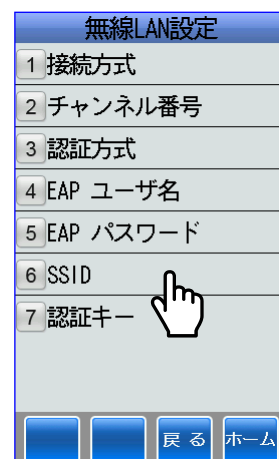 無線LAN設定
1 接続方式
2 チャンネル番号
3 認証方式
4 EAP ユーザ名
5 EAP パスワード
6 SSID
7 認証キー
戻る ホーム